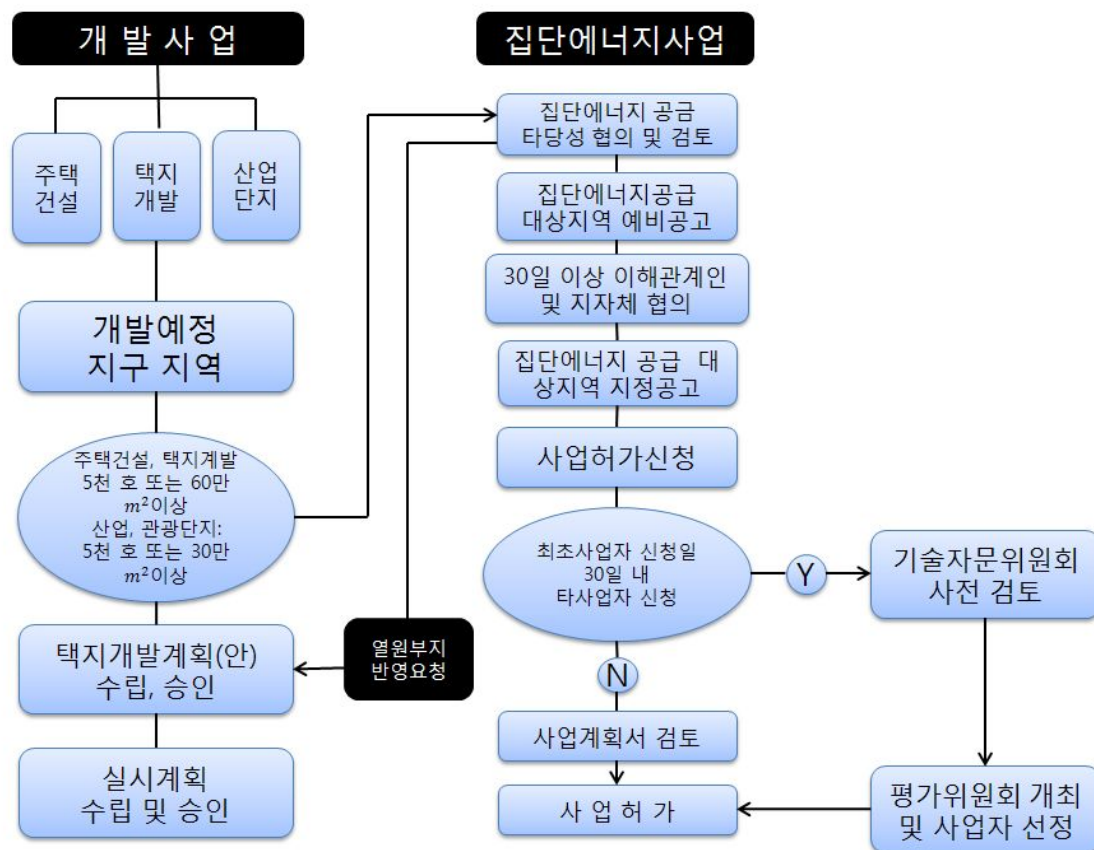 개 발 사 업
주택
건설
택지
개발
산업
단지
개발예정
지구 지역
주택건설, 택지계발
5천 호 또는 60만
m²이상
산업, 관광단지:
5천 호 또는 30만
m²이상
택지개발계획(안)
수립, 승인
실시계획
수립 및 승인
열원부지
반영요청
집단에너지사업
집단에너지 공급
타당성 협의 및 검토
집단에너지공급
대상지역 예비공고
30일 이상 이해관계인
및 지자체 협의
집단에너지 공급 대
상지역 지정공고
사업허가신청
최초사업자 신청일
30일 내
타사업자 신청
Y
N
사업계획서 검토
사 업 허 가
기술자문위원회
사전 검토
평가위원회 개최
및 사업자 선정